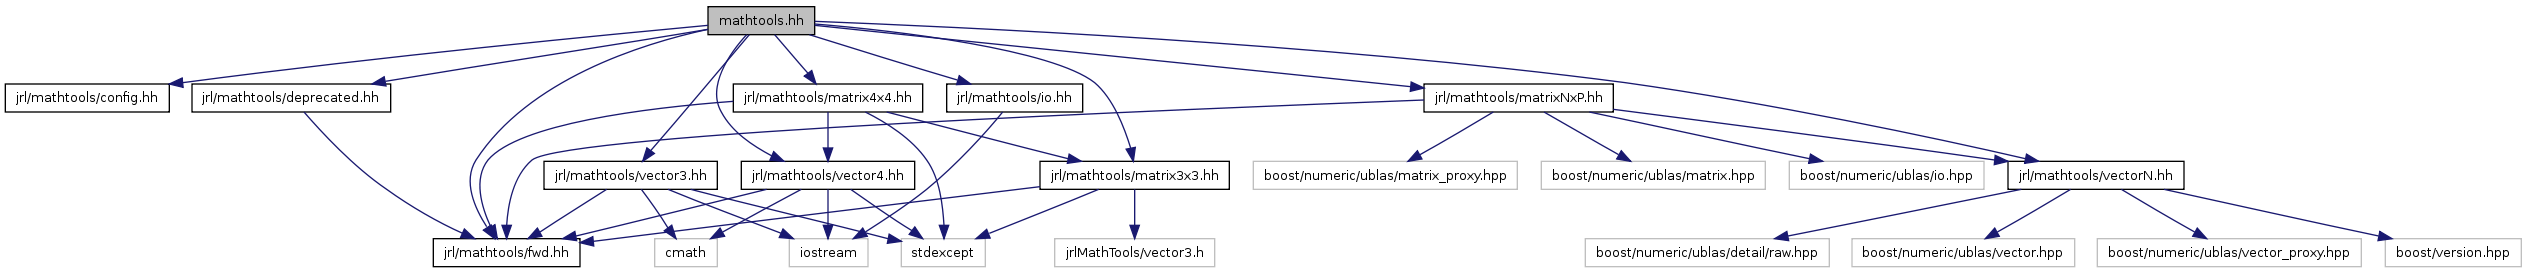 mathtools.hh
jrl/mathtools/config.hh
jrl/mathtools/deprecated.hh
jrl/mathtools/matrix4x4.hh
jrl/mathtools/io.hh
jrl/mathtools/matrixNxP.hh
jrl/mathtools/vector3.hh
jrl/mathtools/vector4.hh
jrl/mathtools/matrix3x3.hh
boost/numeric/ublas/matrix_proxy.hpp
boost/numeric/ublas/matrix.hpp
boost/numeric/ublas/io.hpp
jrl/mathtools/vectorN.hh
jrl/mathtools/fwd.hh
cmath
iostream
stdexcept
jrlMathTools/vector3.h
boost/numeric/ublas/detail/raw.hpp
boost/numeric/ublas/vector.hpp
boost/numeric/ublas/vector_proxy.hpp
boost/version.hpp